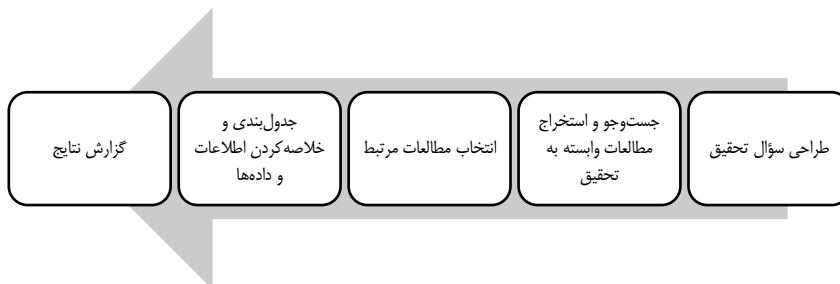 طراحی سؤال تحقیق
جست‌وجو و استخراج
مطالعات وابسته به
تحقیق
انتخاب مطالعات مرتبط
جدول‌بندی و
خلاصه‌کردن اطلاعات
و داده‌ها
گزارش نتایج